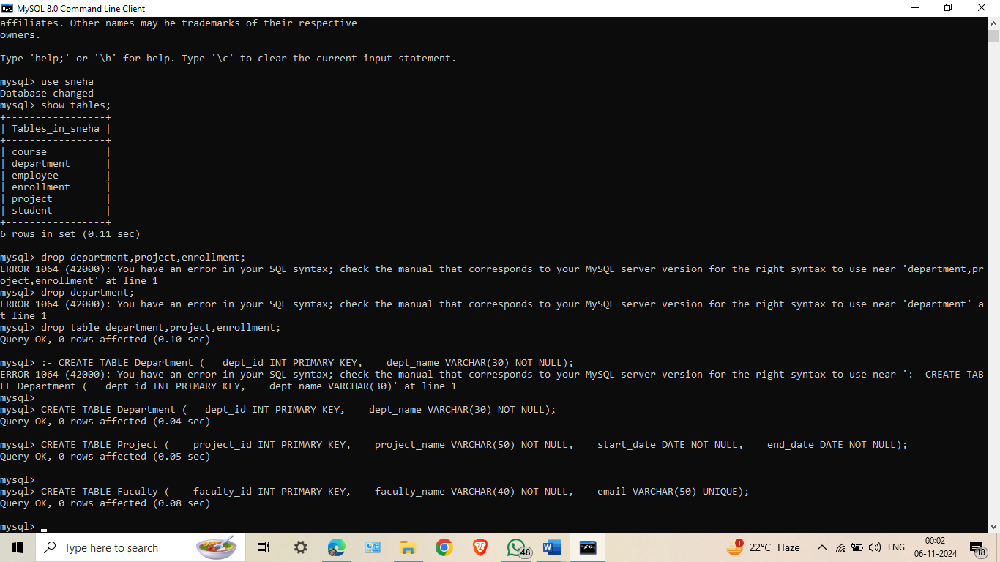 MySQL 8.0 Command Line Client
affiliates. Other names may be trademarks of their respective
owners.
Type 'help;' or '\h' for help. Type '\c' to clear the current input statement.
mysql> use sneha
Database changed
mysql> show tables;
+-----------------+
| Tables_in_sneha |
+-----------------+
| course          |
| department      |
| employee        |
| enrollment      |
| project         |
| student         |
+-----------------+
6 rows in set (0.11 sec)
mysql> drop department,project,enrollment;
ERROR 1064 (42000): You have an error in your SQL syntax; check the manual that corresponds to your MySQL server version for the right syntax to use near 'department,pr
oject,enrollment' at line 1
mysql> drop department;
ERROR 1064 (42000): You have an error in your SQL syntax; check the manual that corresponds to your MySQL server version for the right syntax to use near 'department' a
t line 1
mysql> drop table department,project,enrollment;
Query OK, 0 rows affected (0.10 sec)
mysql> :- CREATE TABLE Department (   dept_id INT PRIMARY KEY,    dept_name VARCHAR(30) NOT NULL);
ERROR 1064 (42000): You have an error in your SQL syntax; check the manual that corresponds to your MySQL server version for the right syntax to use near ':- CREATE TAB
LE Department (   dept_id INT PRIMARY KEY,    dept_name VARCHAR(30)' at line 1
mysql>
mysql> CREATE TABLE Department (   dept_id INT PRIMARY KEY,    dept_name VARCHAR(30) NOT NULL);
Query OK, 0 rows affected (0.04 sec)
mysql> CREATE TABLE Project (    project_id INT PRIMARY KEY,    project_name VARCHAR(50) NOT NULL,    start_date DATE NOT NULL,    end_date DATE NOT NULL);
Query OK, 0 rows affected (0.05 sec)
mysql>
mysql> CREATE TABLE Faculty (    faculty_id INT PRIMARY KEY,    faculty_name VARCHAR(40) NOT NULL,    email VARCHAR(50) UNIQUE);
Query OK, 0 rows affected (0.08 sec)
mysql>
Type here to search
48
W
MySQL
1
22°C Haze
ENG
00:02
06-11-2024
18